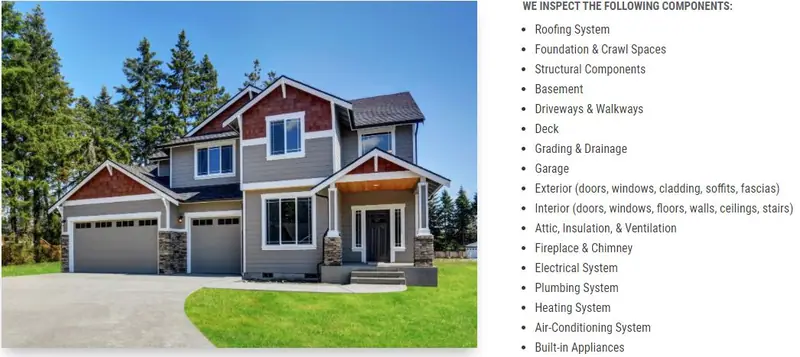 WE INSPECT THE FOLLOWING COMPONENTS:
• Roofing System
• Foundation & Crawl Spaces
• Structural Components
• Basement
• Driveways & Walkways
• Deck
• Grading & Drainage
• Garage
• Exterior (doors, windows, cladding, soffits, fascias)
• Interior (doors, windows, floors, walls, ceilings, stairs)
• Attic, Insulation, & Ventilation
• Fireplace & Chimney
• Electrical System
• Plumbing System
• Heating System
• Air-Conditioning System
• Built-in Appliances